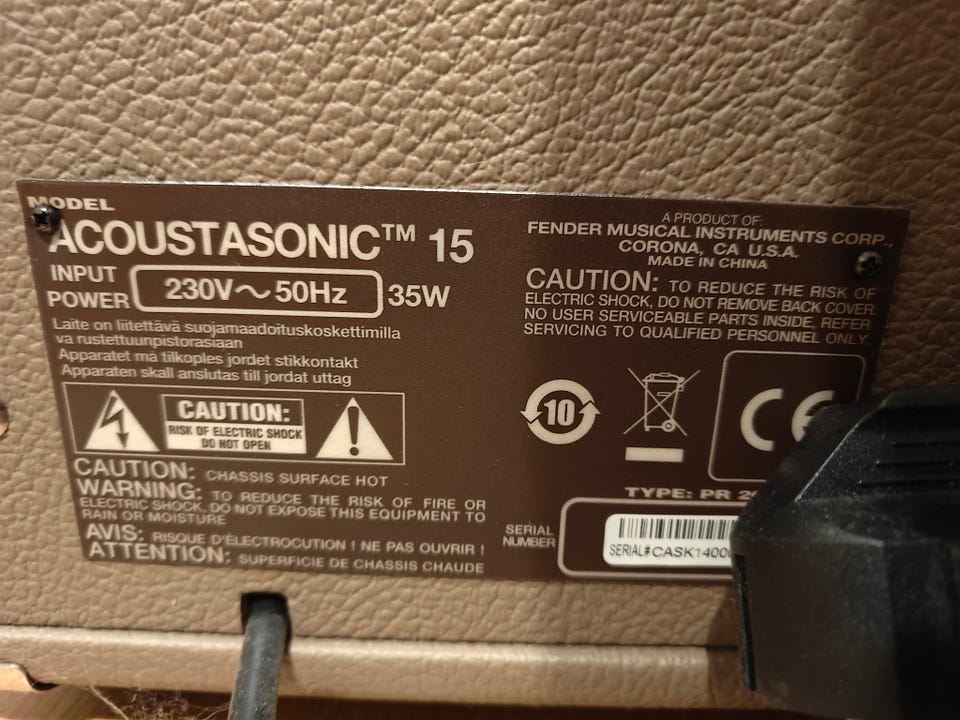 MODEL
ACOUSTASONIC™ 15
INPUT
POWER
230V～50Hz
35W
Laite on liitettävä suojamaadoituskoskettimilla
va rustettuunpistorasiaan
Apparatet må tilkoples jordet stikkontakt
Apparaten skall anslutas till jordat uttag
CAUTION:
RISK OF ELECTRIC SHOCK
DO NOT OPEN
CAUTION: CHASSIS SURFACE HOT
WARNING: TO REDUCE THE RISK OF FIRE OR
ELECTRIC SHOCK, DO NOT EXPOSE THIS EQUIPMENT TO
RAIN OR MOISTURE
AVIS: RISQUE D'ÉLECTROCUTION ! NE PAS OUVRIR !
ATTENTION: SUPERFICIE DE CHASSIS CHAUDE
A PRODUCT OF:
FENDER MUSICAL INSTRUMENTS CORP.,
CORONA, CA U.S.A.
MADE IN CHINA
CAUTION: TO REDUCE THE RISK OF
ELECTRIC SHOCK, DO NOT REMOVE BACK COVER.
NO USER SERVICEABLE PARTS INSIDE, REFER
SERVICING TO QUALIFIED PERSONNEL ONLY.
10
CE
TYPE: PR
SERIAL
NUMBER